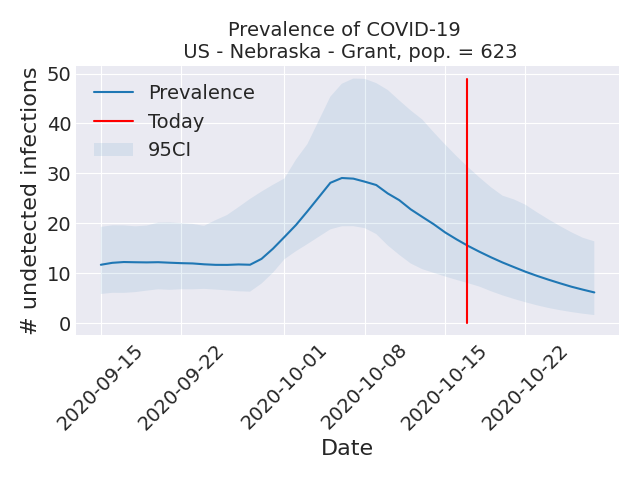 Prevalence of COVID-19
US - Nebraska - Grant, pop. = 623
# undetected infections
50
40
30
20
10
0
Prevalence
Today
95CI
2020-09-15
2020-09-22
2020-10-01
2020-10-08
2020-10-15
2020-10-22
Date